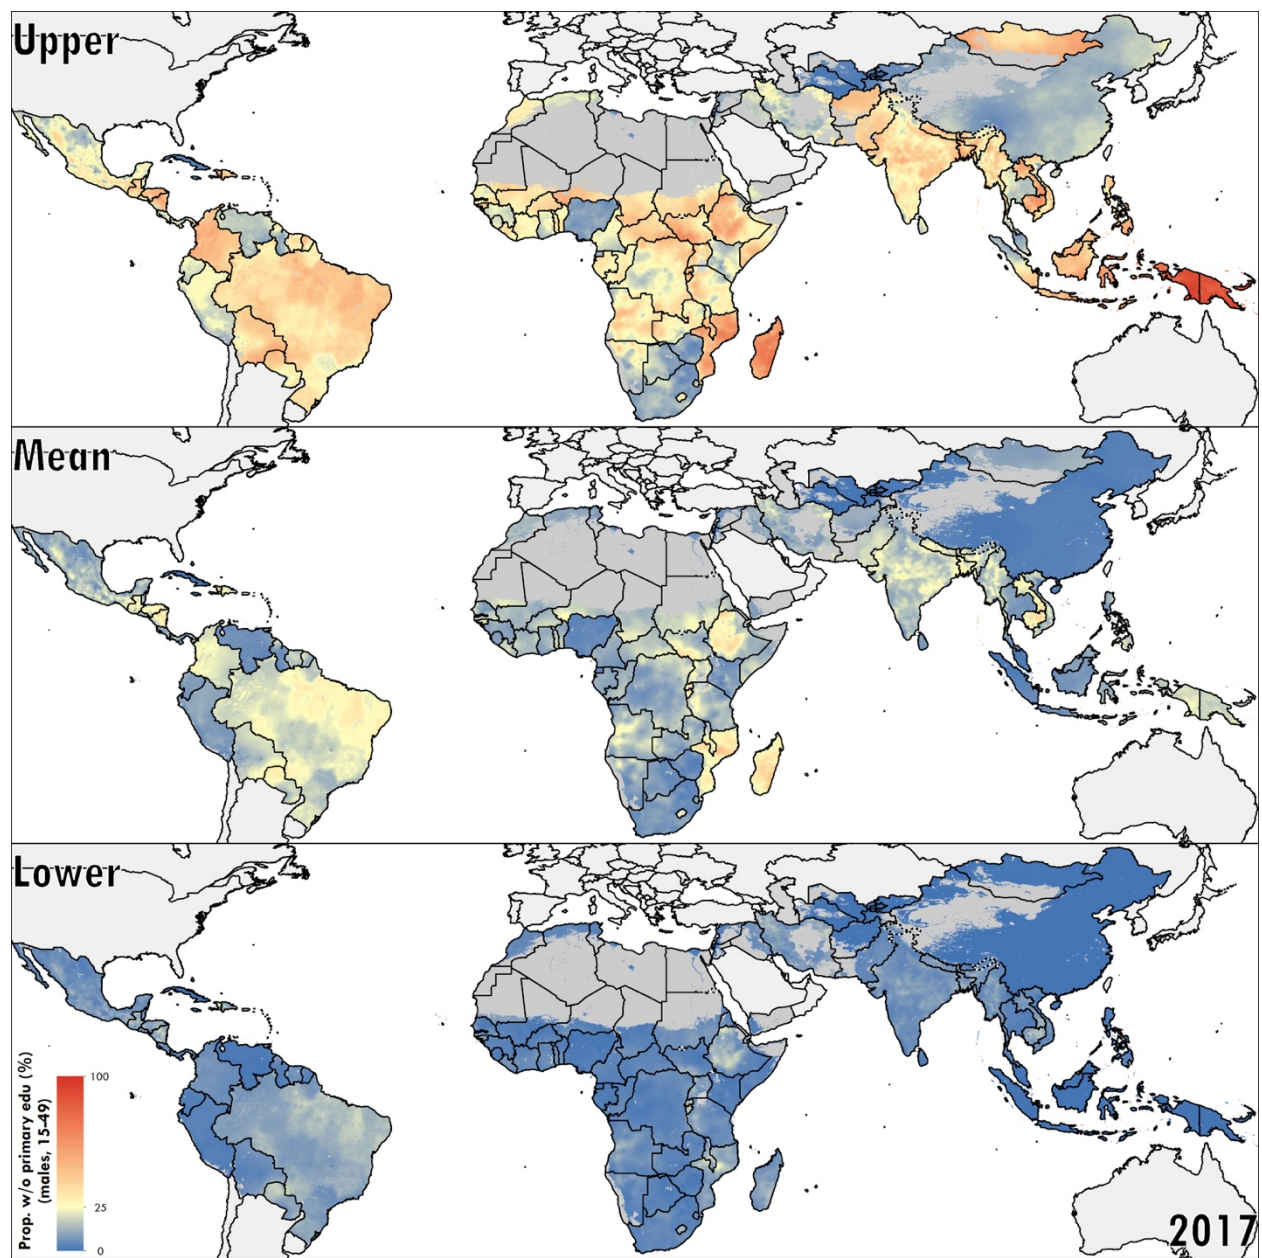 Upper
Mean
Lower
Prop. w/o primary edu (%)
(males, 15-49)
100
25
0
2017